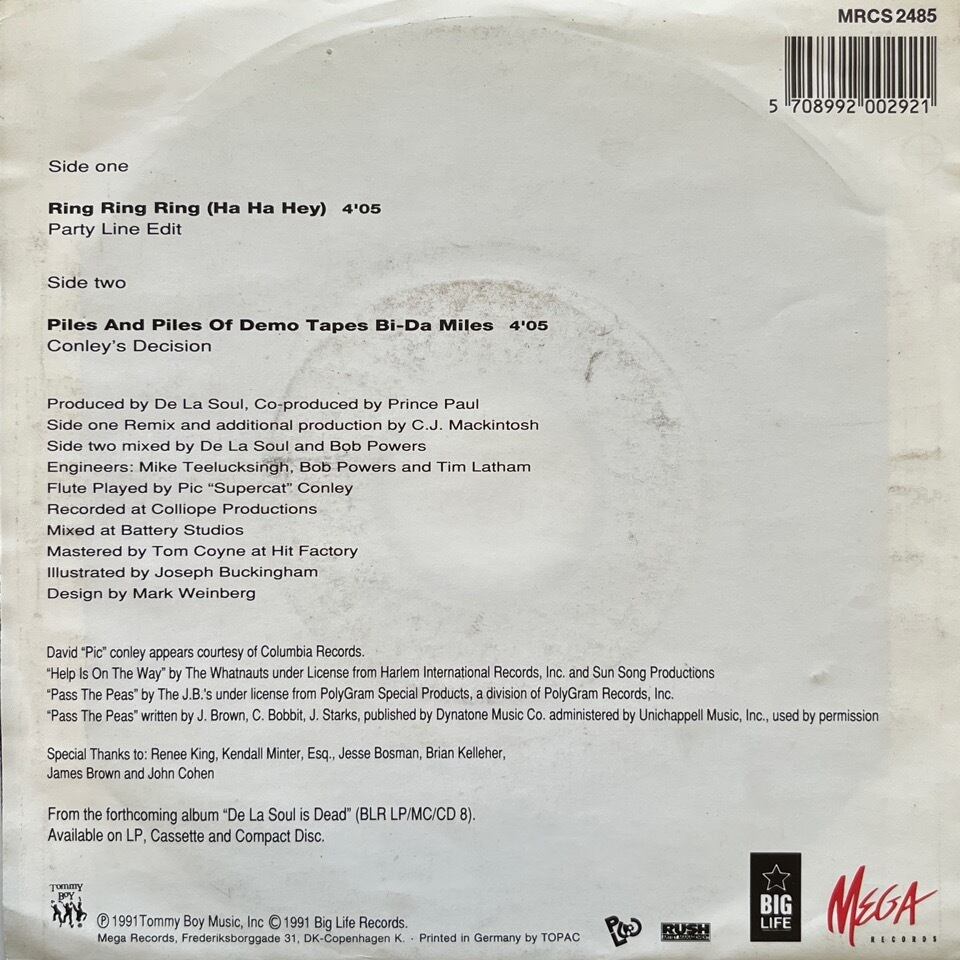 MRCS 2485
5 708992 002921
Side one
Ring Ring Ring (Ha Ha Hey) 4'05
Party Line Edit
Side two
Piles And Piles Of Demo Tapes Bi-Da Miles 4'05
Conley's Decision
Produced by De La Soul, Co-produced by Prince Paul
Side one Remix and additional production by C.J. Mackintosh
Side two mixed by De La Soul and Bob Powers
Engineers: Mike Teelucksingh, Bob Powers and Tim Latham
Flute Played by Pic “Supercat” Conley
Recorded at Colliope Productions
Mixed at Battery Studios
Mastered by Tom Coyne at Hit Factory
Illustrated by Joseph Buckingham
Design by Mark Weinberg
David “Pic” conley appears courtesy of Columbia Records.
“Help Is On The Way” by The Whatnauts under License from Harlem International Records, Inc. and Sun Song Productions
“Pass The Peas” by The J.B.'s under license from PolyGram Special Products, a division of PolyGram Records, Inc.
“Pass The Peas” written by J. Brown, C. Bobbit, J. Starks, published by Dynatone Music Co. administered by Unichappell Music, Inc., used by permission
Special Thanks to: Renee King, Kendall Minter, Esq., Jesse Bosman, Brian Kelleher,
James Brown and John Cohen
From the forthcoming album “De La Soul is Dead” (BLR LP/MC/CD 8).
Available on LP, Cassette and Compact Disc.
Tommy
Boy
℗ 1991 Tommy Boy Music, Inc © 1991 Big Life Records.
Mega Records, Frederiksborggade 31, DK-Copenhagen K. · Printed in Germany by TOPAC
RUSH
ARTIST MANAGEMENT
BIG
LIFE
MEGA
RECORDS